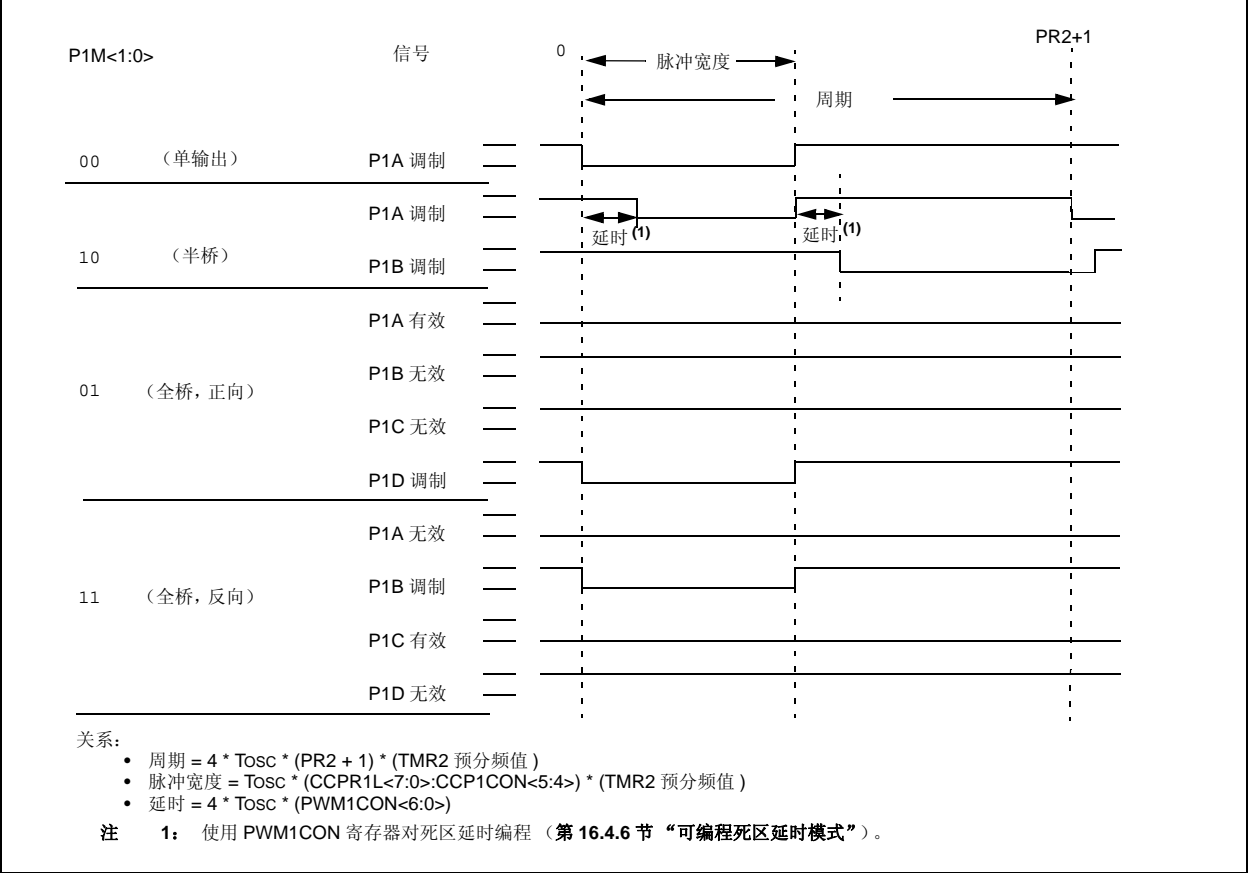 P1M<1:0> 信号 0 脉冲宽度 PR2+1
周期
00 （单输出） P1A 调制
P1A 调制
延时(1) 延时(1)
10 （半桥）
P1B 调制
P1A 有效
P1B 无效
01 （全桥，正向）
P1C 无效
P1D 调制
P1A 无效
P1B 调制
11 （全桥，反向）
P1C 有效
P1D 无效
关系：
• 周期 = 4 * TOSC * (PR2 + 1) * (TMR2 预分频值 )
• 脉冲宽度 = TOSC * (CCPR1L<7:0>:CCP1CON<5:4>) * (TMR2 预分频值 )
• 延时 = 4 * TOSC * (PWM1CON<6:0>)
注 1： 使用 PWM1CON 寄存器对死区延时编程 （第 16.4.6 节 “可编程死区延时模式”）。